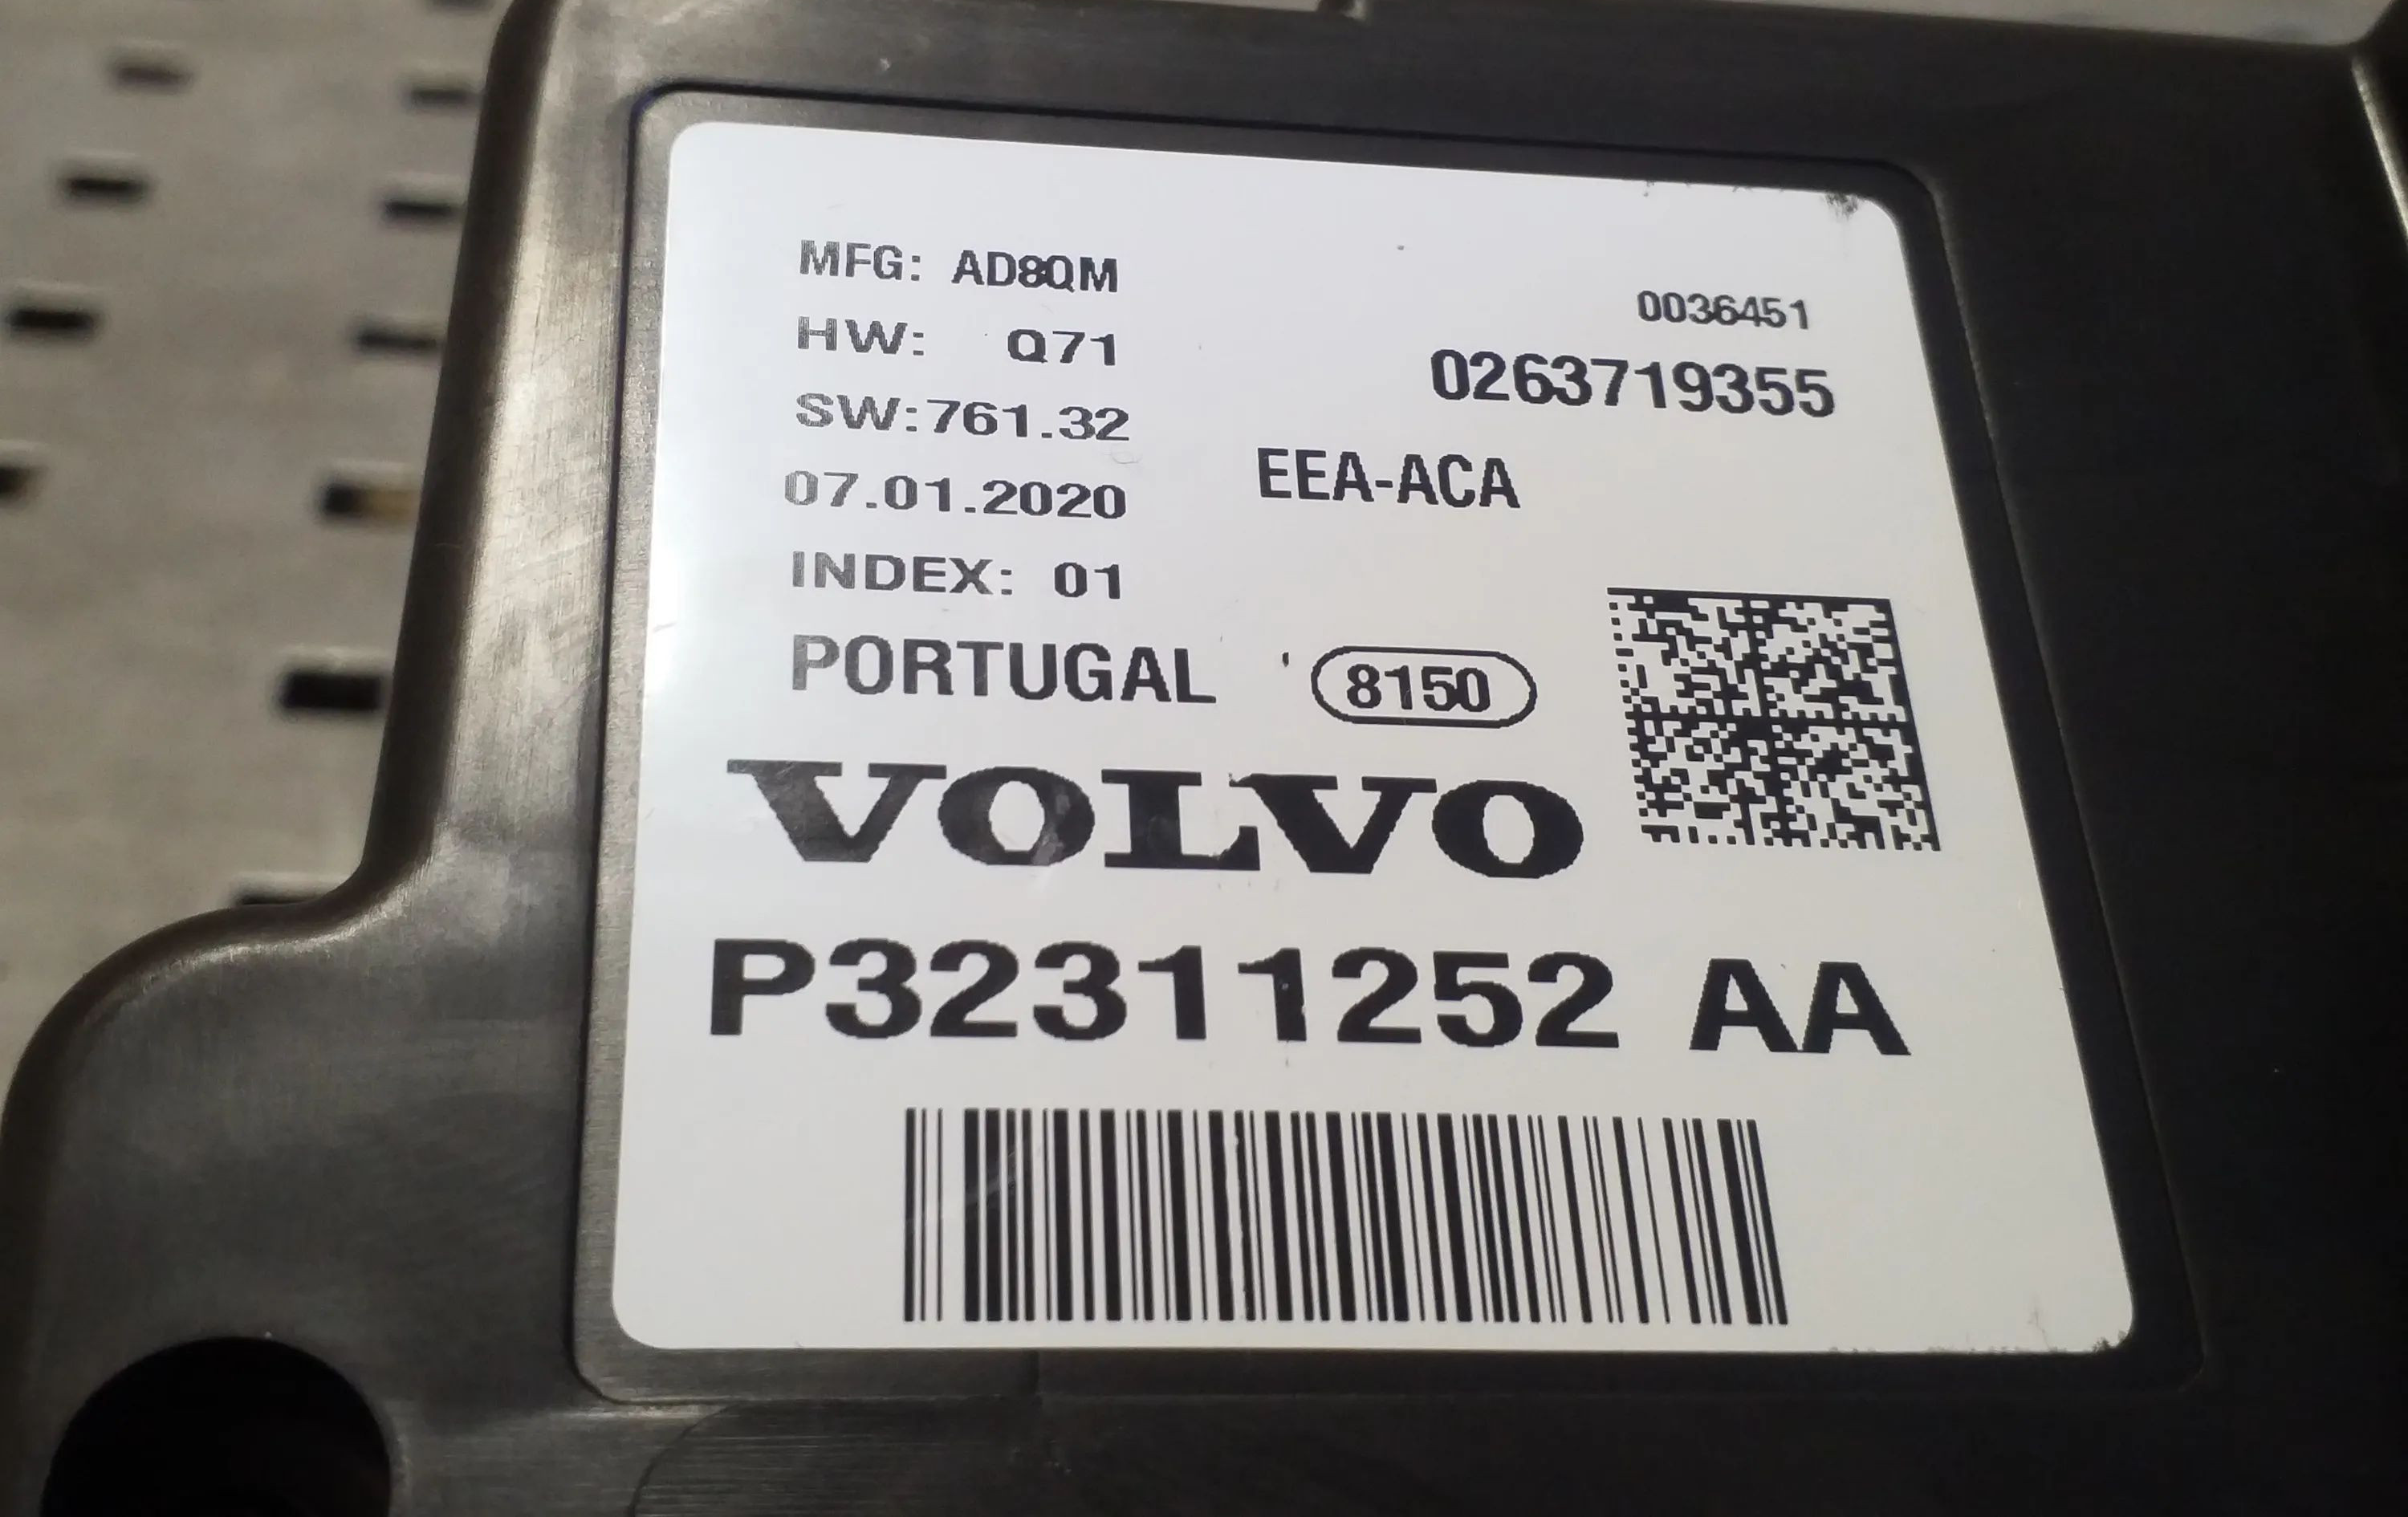 MFG: AD8QM
HW: Q71
SW:761.32
07.01.2020
INDEX: 01
PORTUGAL
0036451
0263719355
EEA-ACA
8150
VOLVO
P32311252 AA